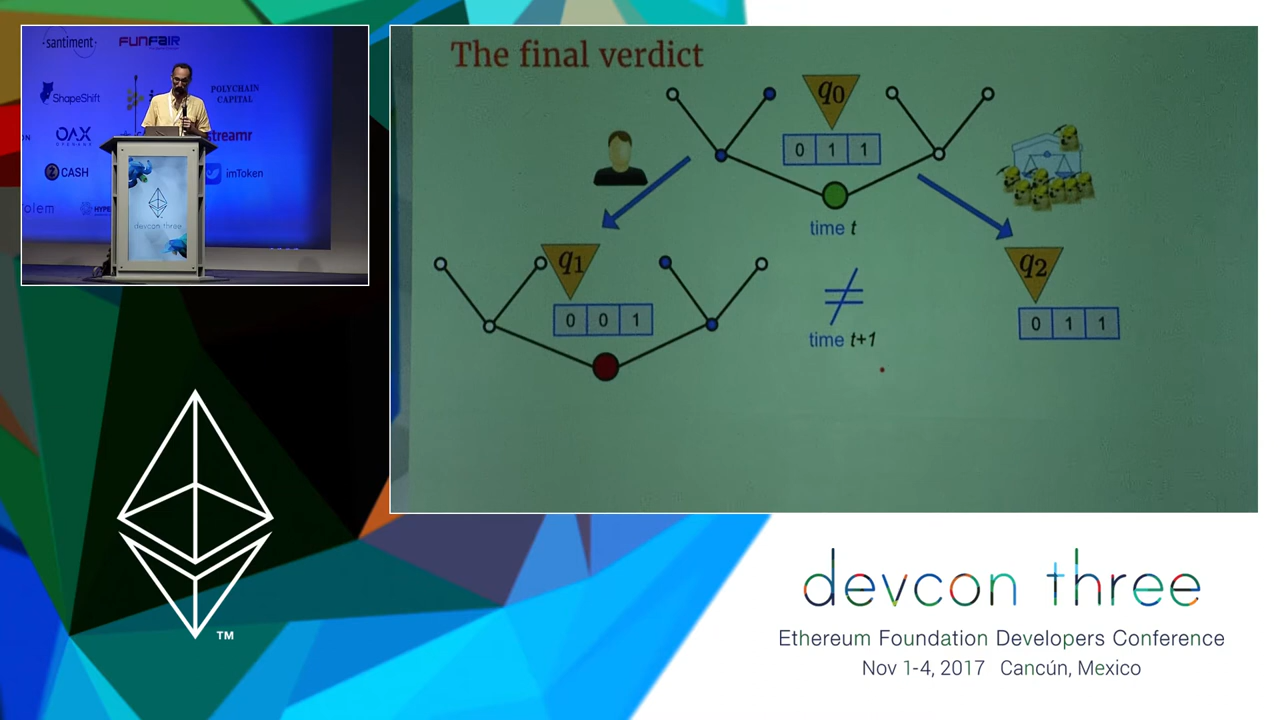 santiment
FUNFAIR
ShapeShift
POLYCHAIN
CAPITAL
OAX
streamr
ZCASH
imToken
devcon three
The final verdict
q0
0 1 1
time t
q1
0 0 1
≠
time t+1
q2
0 1 1
TM
devcon three
Ethereum Foundation Developers Conference
Nov 1-4, 2017 Cancún, Mexico